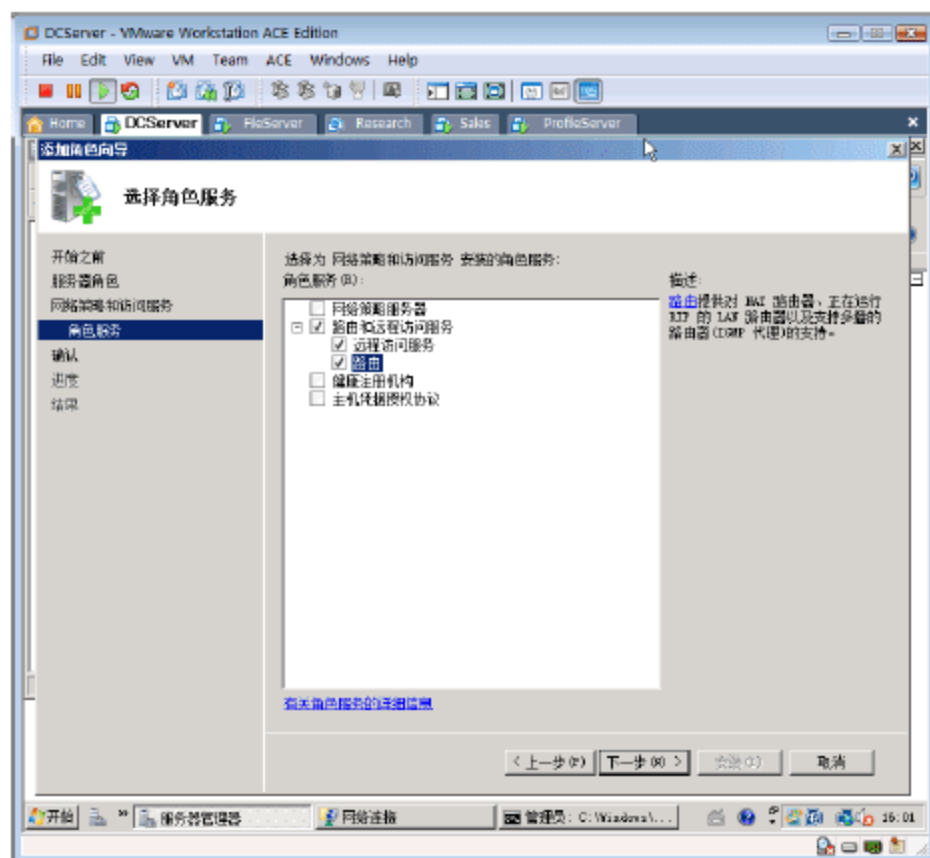 DCServer - VMware Workstation ACE Edition
File Edit View VM Team ACE Windows Help
Home DCServer FileServer Research Sales ProfileServer
添加角色向导
选择角色服务
开始之前
服务器角色
网络策略和访问服务
角色服务
确认
进度
结果
选择为 网络策略和访问服务 安装的角色服务:
角色服务(R):
网络策略服务器
路由和远程访问服务
远程访问服务
路由
健康注册机构
主机凭据授权协议
有关角色服务的详细信息
描述:
路由提供对 NAT 路由器、正在运行
RIP 的 LAN 路由器以及支持多播的
路由器(IGMP 代理)的支持。
< 上一步(P) 下一步(N) > 安装(I) 取消
开始 » 服务器管理器 网络连接 管理员: C:\Windows\... 16:01